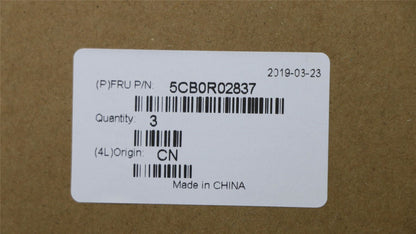 2019-03-23
(P)FRU P/N: 5CB0R02837
Quantity: 3
(4L)Origin: CN
Made in CHINA